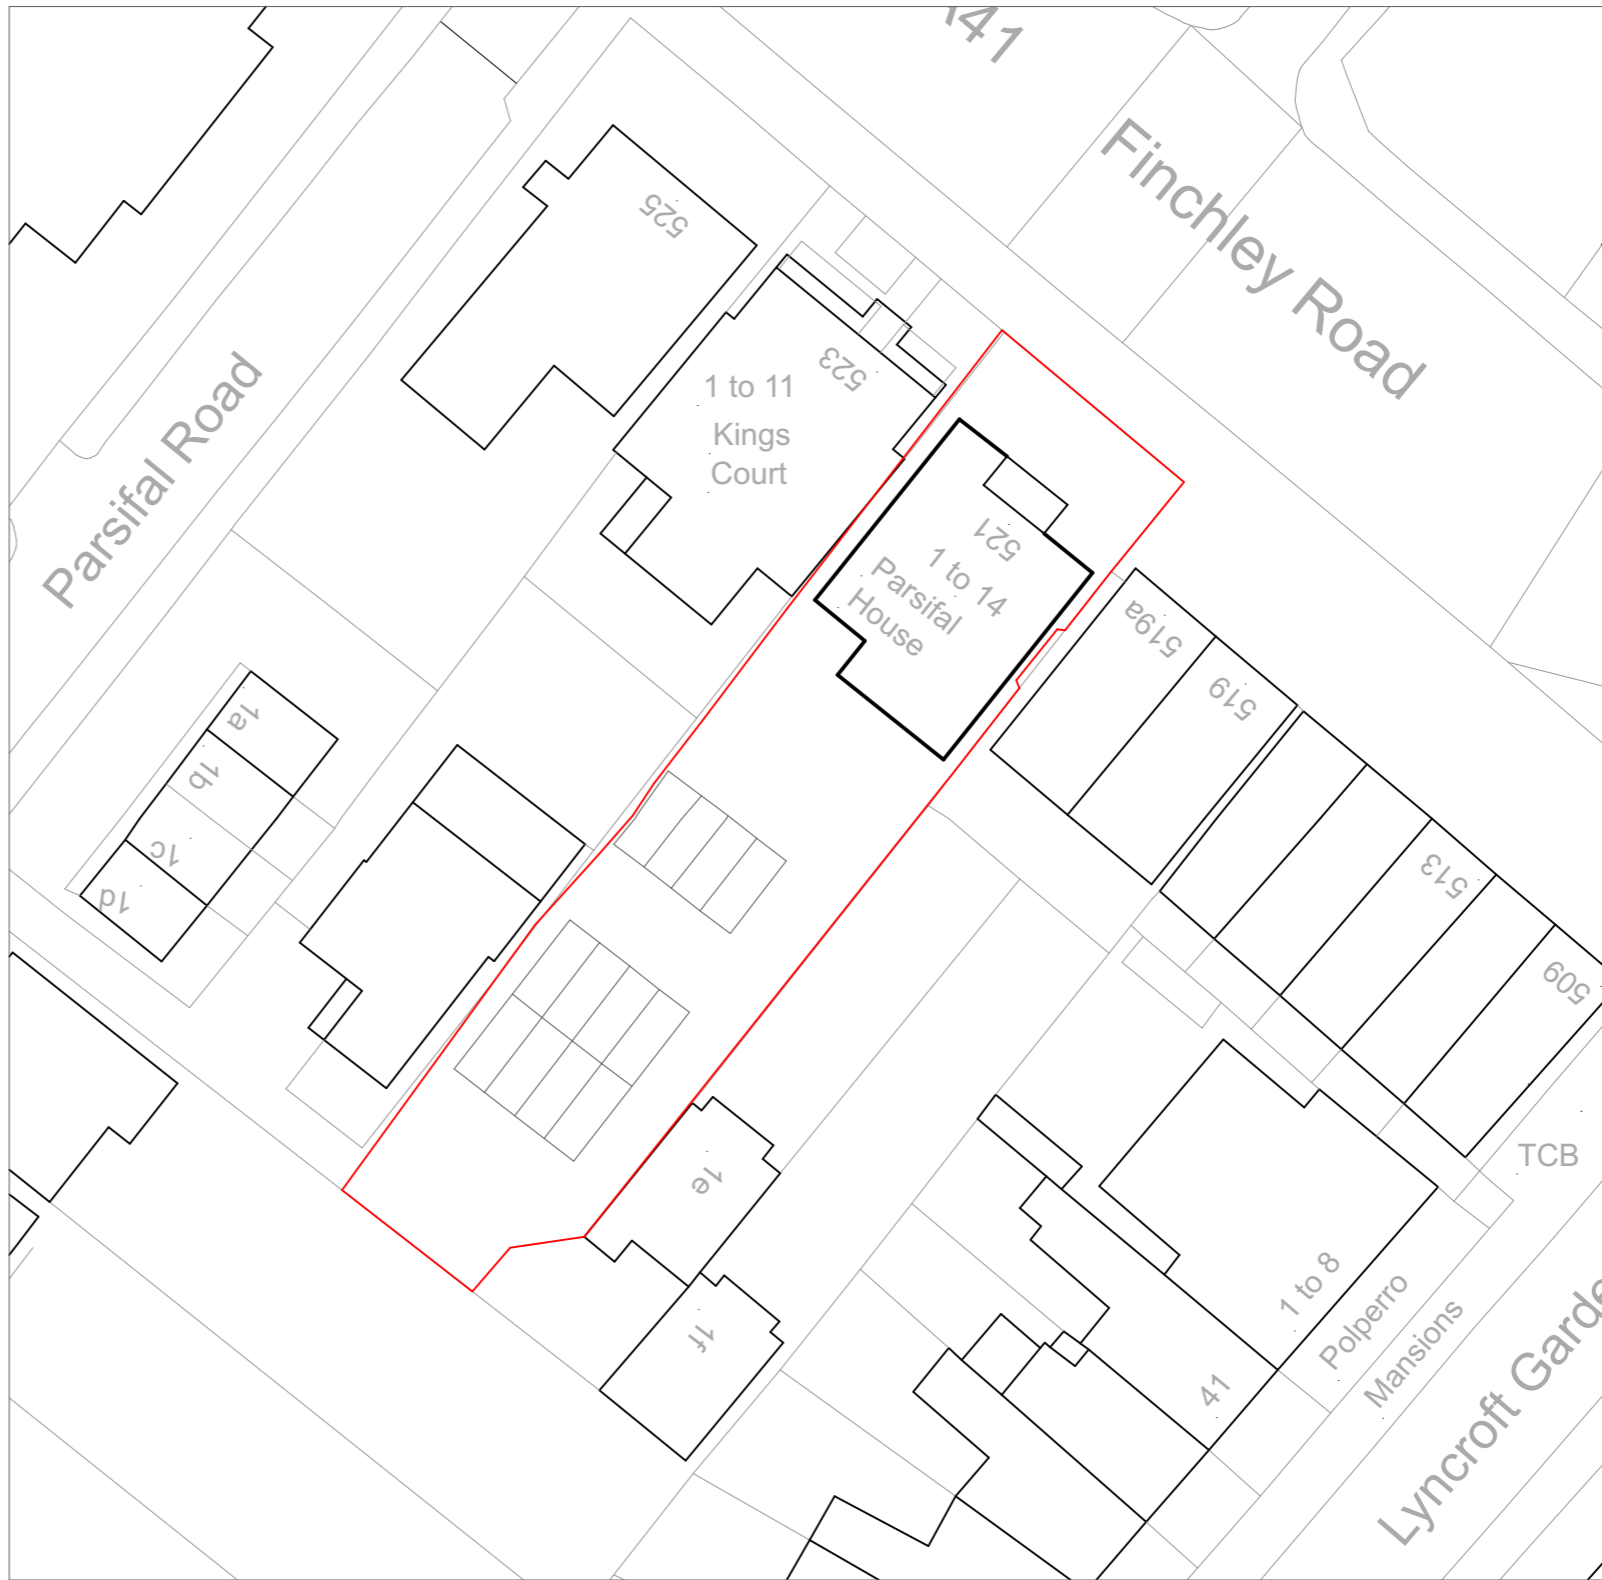 A41
Finchley Road
525
523
1 to 11
Kings
Court
Parsifal Road
521
1 to 14
Parsifal
House
519a
519
1a
1b
1c
1d
513
509
TCB
1e
1f
1 to 8
Polperro
Mansions
41
Lyncroft Garde